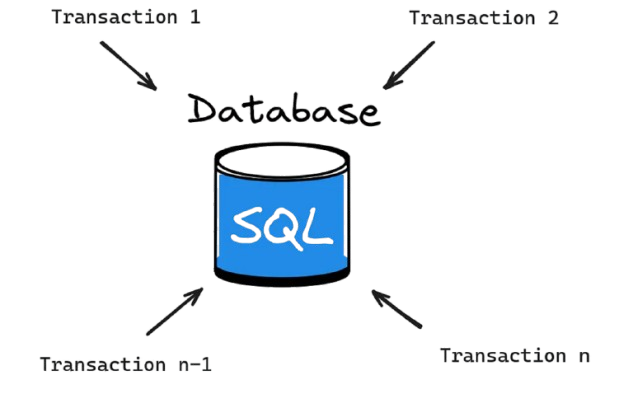 Transaction 1
Transaction 2
Database
SQL
Transaction n-1
Transaction n